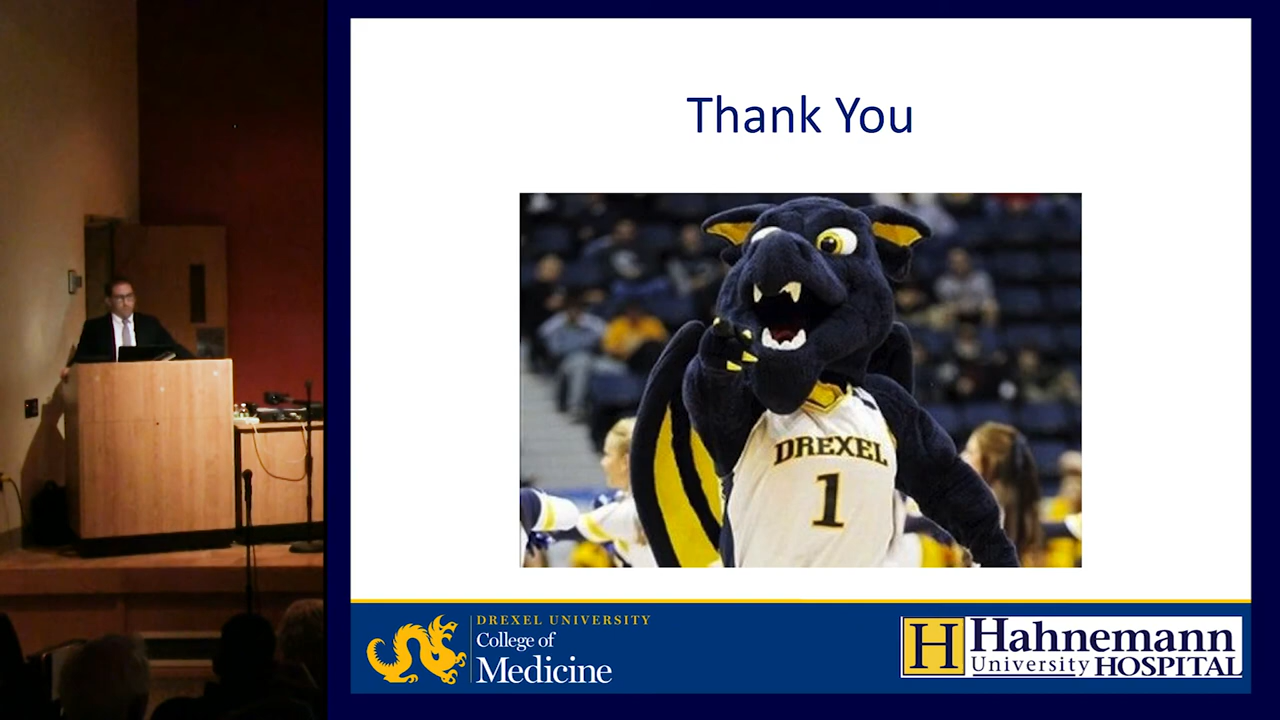 Thank You
DREXEL
1
DREXEL UNIVERSITY
College of
Medicine
H Hahnemann
University HOSPITAL